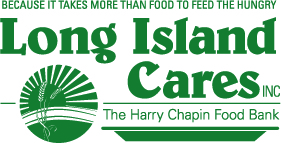 BECAUSE IT TAKES MORE THAN FOOD TO FEED THE HUNGRY
Long Island
Cares INC
The Harry Chapin Food Bank